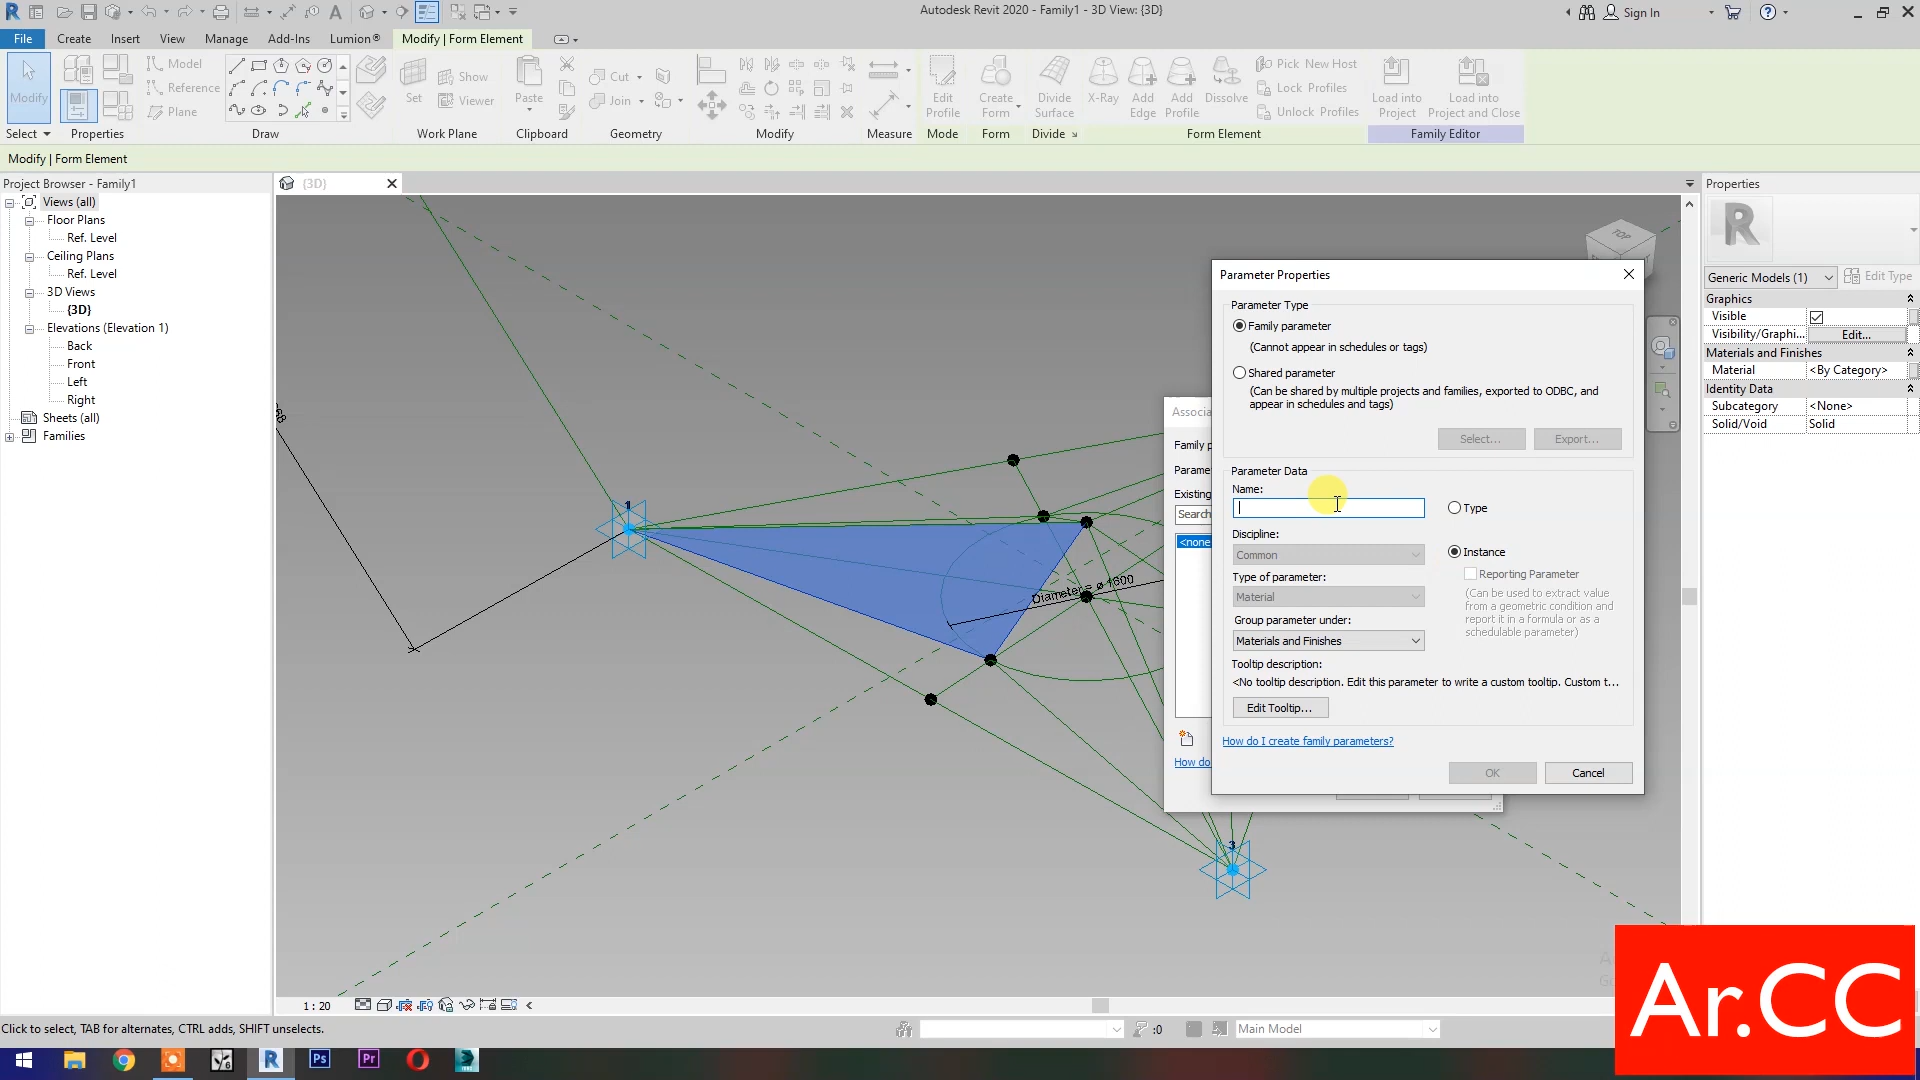 Autodesk Revit 2020 - Family1 - 3D View: {3D}
Sign In
File
Create
Insert
View
Manage
Add-Ins
Lumion®
Modify | Form Element
Modify
Model
Reference
Plane
Set
Show
Viewer
Paste
Cut
Join
Edit
Profile
Create
Form
Divide
Surface
X-Ray
Add
Edge
Add
Profile
Dissolve
Pick New Host
Lock Profiles
Unlock Profiles
Load into
Project
Load into
Project and Close
Select
Properties
Draw
Work Plane
Clipboard
Geometry
Modify
Measure
Mode
Form
Divide
Form Element
Family Editor
Modify | Form Element
Project Browser - Family1
Views (all)
Floor Plans
Ref. Level
Ceiling Plans
Ref. Level
3D Views
{3D}
Elevations (Elevation 1)
Back
Front
Left
Right
Sheets (all)
Families
{3D}
TOP
1
Diameter = ø 1600
3
Associa
Family p
Parame
Existing
Search
<none
How do
Parameter Properties
Parameter Type
Family parameter
(Cannot appear in schedules or tags)
Shared parameter
(Can be shared by multiple projects and families, exported to ODBC, and
appear in schedules and tags)
Select...
Export...
Parameter Data
Name:
Type
Discipline:
Common
Instance
Type of parameter:
Reporting Parameter
Material
(Can be used to extract value
from a geometric condition and
report it in a formula or as a
schedulable parameter)
Group parameter under:
Materials and Finishes
Tooltip description:
<No tooltip description. Edit this parameter to write a custom tooltip. Custom t...
Edit Tooltip...
How do I create family parameters?
OK
Cancel
Properties
R
Generic Models (1)
Edit Type
Graphics
Visible
Visibility/Graphi...
Edit...
Materials and Finishes
Material
<By Category>
Identity Data
Subcategory
<None>
Solid/Void
Solid
1 : 20
Click to select, TAB for alternates, CTRL adds, SHIFT unselects.
:0
Main Model
Ar.CC
R
Ps
Pr